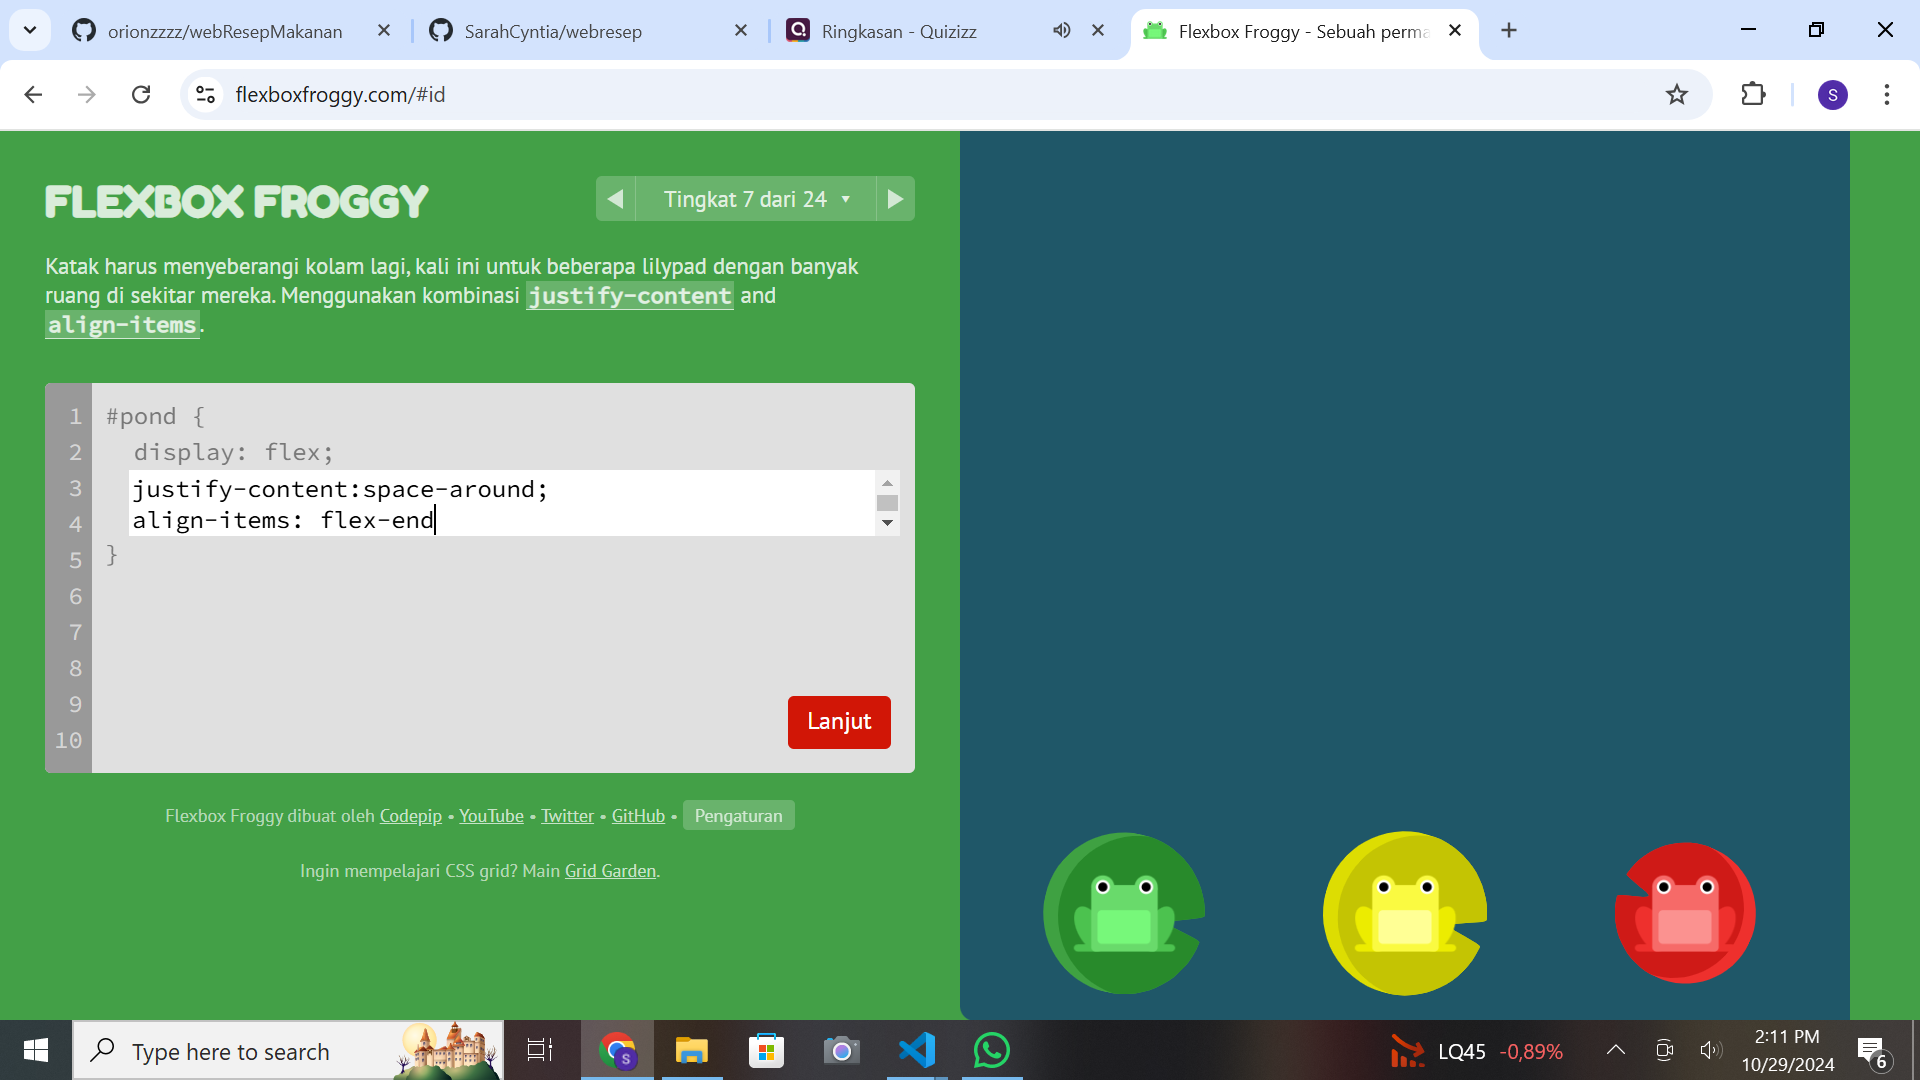 orionzzzz/webResepMakanan
SarahCyntia/webresep
Ringkasan - Quizizz
Flexbox Froggy - Sebuah perma
flexboxfroggy.com/#id
S
FLEXBOX FROGGY
Tingkat 7 dari 24
Katak harus menyeberangi kolam lagi, kali ini untuk beberapa lilypad dengan banyak
ruang di sekitar mereka. Menggunakan kombinasi justify-content and
align-items.
1 #pond {
2 display: flex;
3 justify-content:space-around;
4 align-items: flex-end
5 }
6
7
8
9
10
Lanjut
Flexbox Froggy dibuat oleh Codepip • YouTube • Twitter • GitHub • Pengaturan
Ingin mempelajari CSS grid? Main Grid Garden.
Type here to search
S
LQ45 -0,89%
2:11 PM
10/29/2024
6